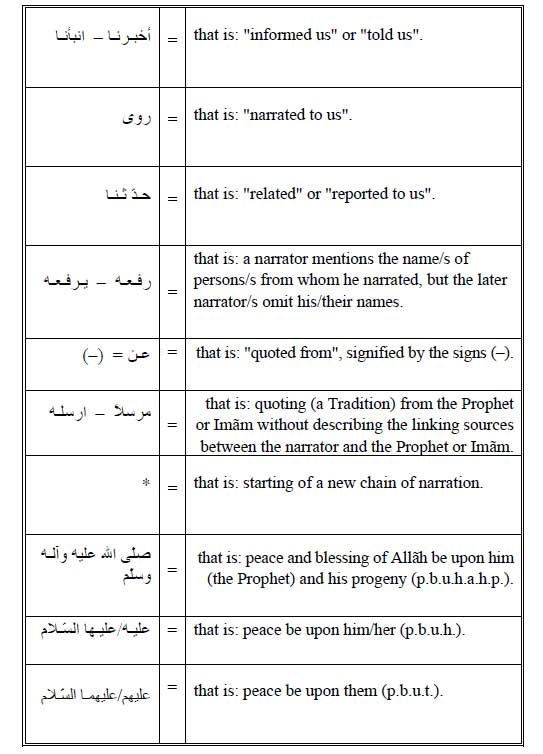 أخبرنا – انبأنا = that is: "informed us" or "told us".
روى = that is: "narrated to us".
حدّثنا = that is: "related" or "reported to us".
رفعه – يرفعه = that is: a narrator mentions the name/s of
persons/s from whom he narrated, but the later
narrator/s omit his/their names.
عن = (–) = that is: "quoted from", signified by the signs (–).
مرسلاً – ارسله = that is: quoting (a Tradition) from the Prophet
or Imãm without describing the linking sources
between the narrator and the Prophet or Imãm.
* = that is: starting of a new chain of narration.
صلّى الله عليه وآله
وسلّم = that is: peace and blessing of Allãh be upon him
(the Prophet) and his progeny (p.b.u.h.a.h.p.).
عليه/عليها السّلام = that is: peace be upon him/her (p.b.u.h.).
عليهم/عليهما السّلام = that is: peace be upon them (p.b.u.t.).